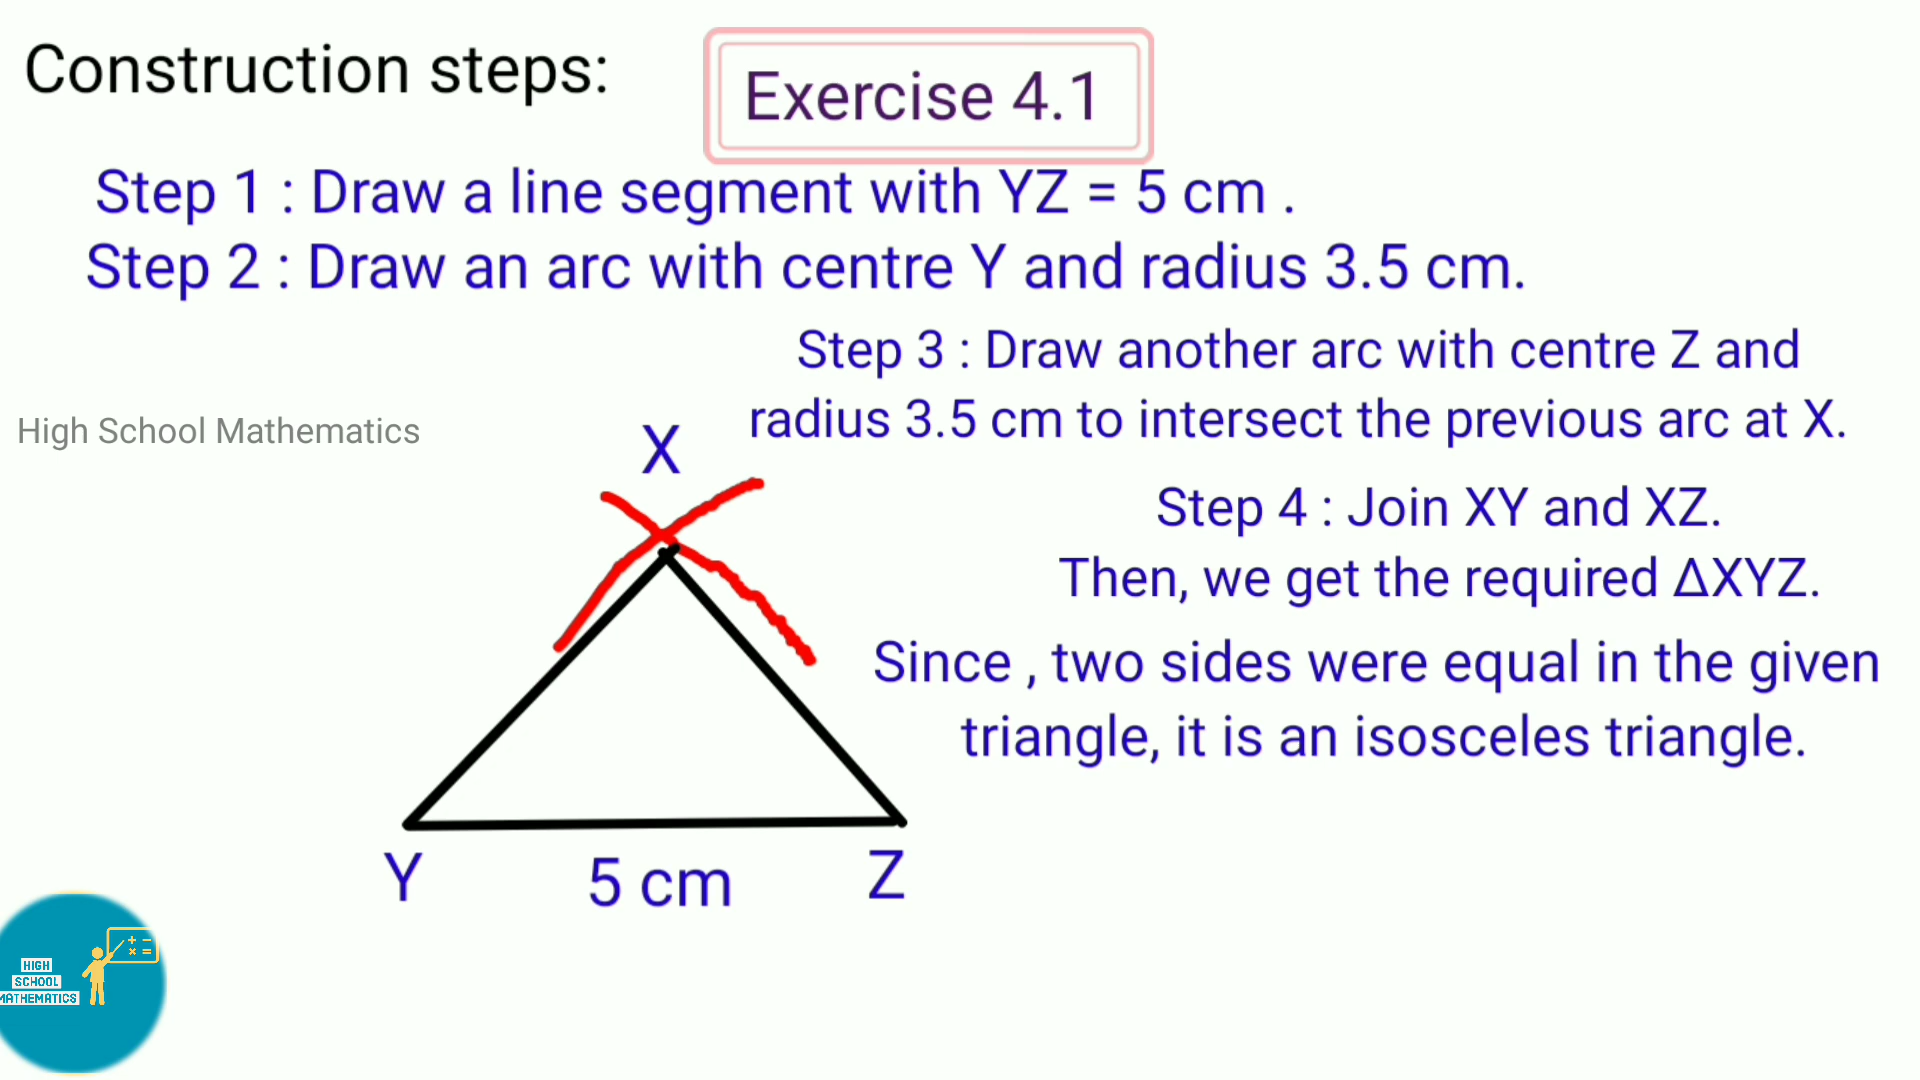 Construction steps:
Exercise 4.1
Step 1 : Draw a line segment with YZ = 5 cm .
Step 2 : Draw an arc with centre Y and radius 3.5 cm.
Step 3 : Draw another arc with centre Z and
radius 3.5 cm to intersect the previous arc at X.
High School Mathematics
X
Step 4 : Join XY and XZ.
Then, we get the required ΔXYZ.
Since , two sides were equal in the given
triangle, it is an isosceles triangle.
Y
5 cm
Z
+ −
× =
HIGH
SCHOOL
MATHEMATICS